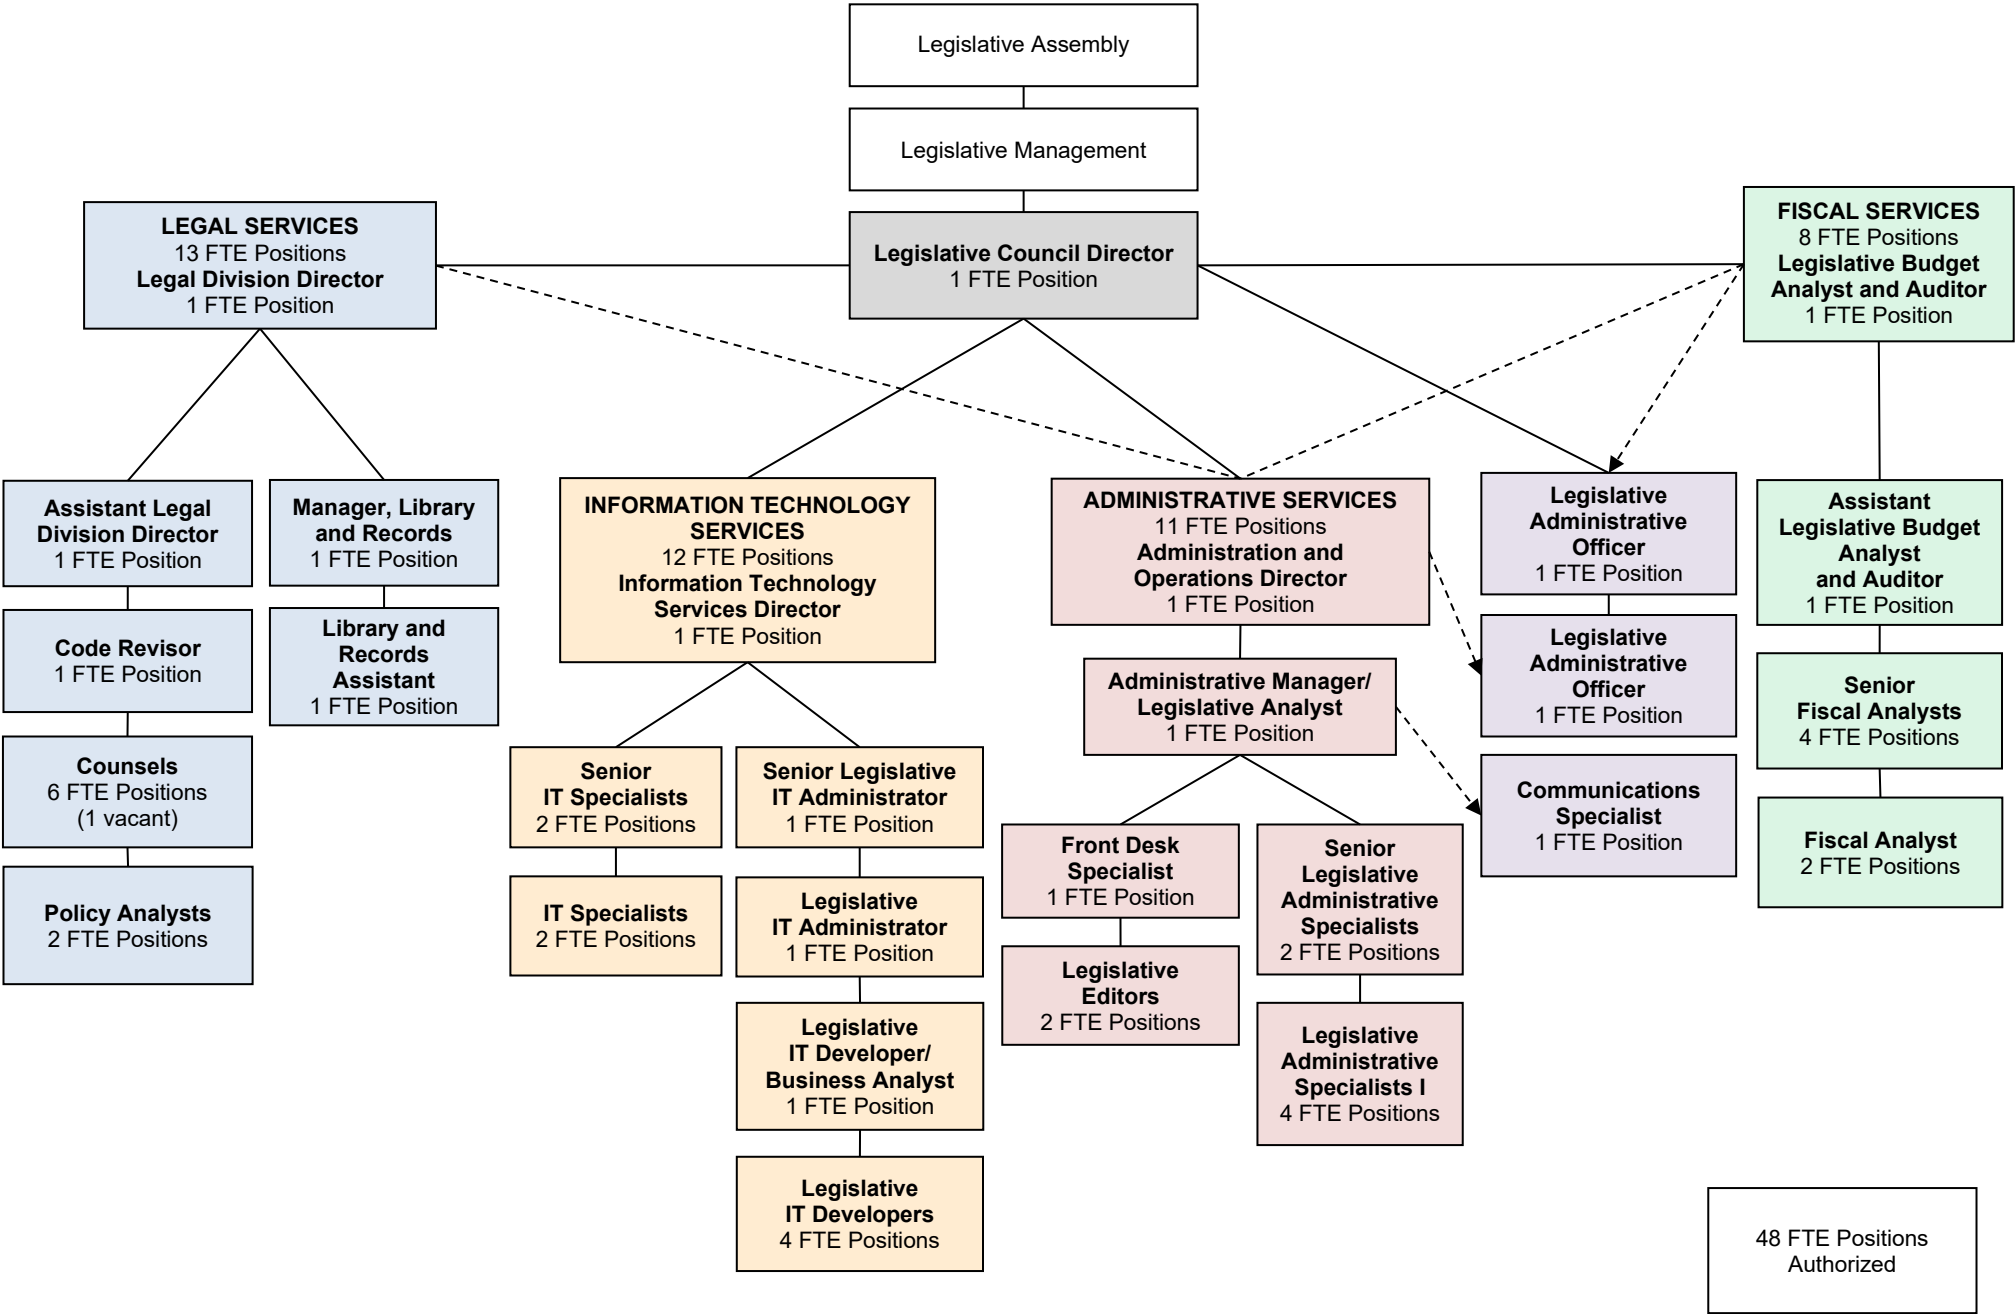 Legislative Assembly
Legislative Management
LEGAL SERVICES
13 FTE Positions
Legal Division Director
1 FTE Position
Legislative Council Director
1 FTE Position
FISCAL SERVICES
8 FTE Positions
Legislative Budget
Analyst and Auditor
1 FTE Position
Assistant Legal
Division Director
1 FTE Position
Manager, Library
and Records
1 FTE Position
Code Revisor
1 FTE Position
Library and
Records
Assistant
1 FTE Position
Counsels
6 FTE Positions
(1 vacant)
Policy Analysts
2 FTE Positions
INFORMATION TECHNOLOGY
SERVICES
12 FTE Positions
Information Technology
Services Director
1 FTE Position
Senior
IT Specialists
2 FTE Positions
IT Specialists
2 FTE Positions
Senior Legislative
IT Administrator
1 FTE Position
Legislative
IT Administrator
1 FTE Position
Legislative
IT Developer/
Business Analyst
1 FTE Position
Legislative
IT Developers
4 FTE Positions
ADMINISTRATIVE SERVICES
11 FTE Positions
Administration and
Operations Director
1 FTE Position
Administrative Manager/
Legislative Analyst
1 FTE Position
Front Desk
Specialist
1 FTE Position
Legislative
Editors
2 FTE Positions
Senior
Legislative
Administrative
Specialists
2 FTE Positions
Legislative
Administrative
Specialists I
4 FTE Positions
Legislative
Administrative
Officer
1 FTE Position
Legislative
Administrative
Officer
1 FTE Position
Communications
Specialist
1 FTE Position
Assistant
Legislative Budget
Analyst
and Auditor
1 FTE Position
Senior
Fiscal Analysts
4 FTE Positions
Fiscal Analyst
2 FTE Positions
48 FTE Positions
Authorized